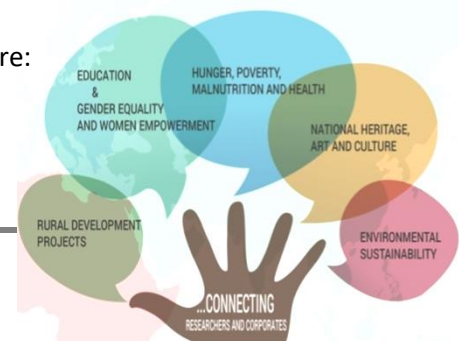 re:
EDUCATION
&
GENDER EQUALITY
AND WOMEN EMPOWERMENT
HUNGER, POVERTY,
MALNUTRITION AND HEALTH
NATIONAL HERITAGE,
ART AND CULTURE
RURAL DEVELOPMENT
PROJECTS
ENVIRONMENTAL
SUSTAINABILITY
...CONNECTING
RESEARCHERS AND CORPORATES